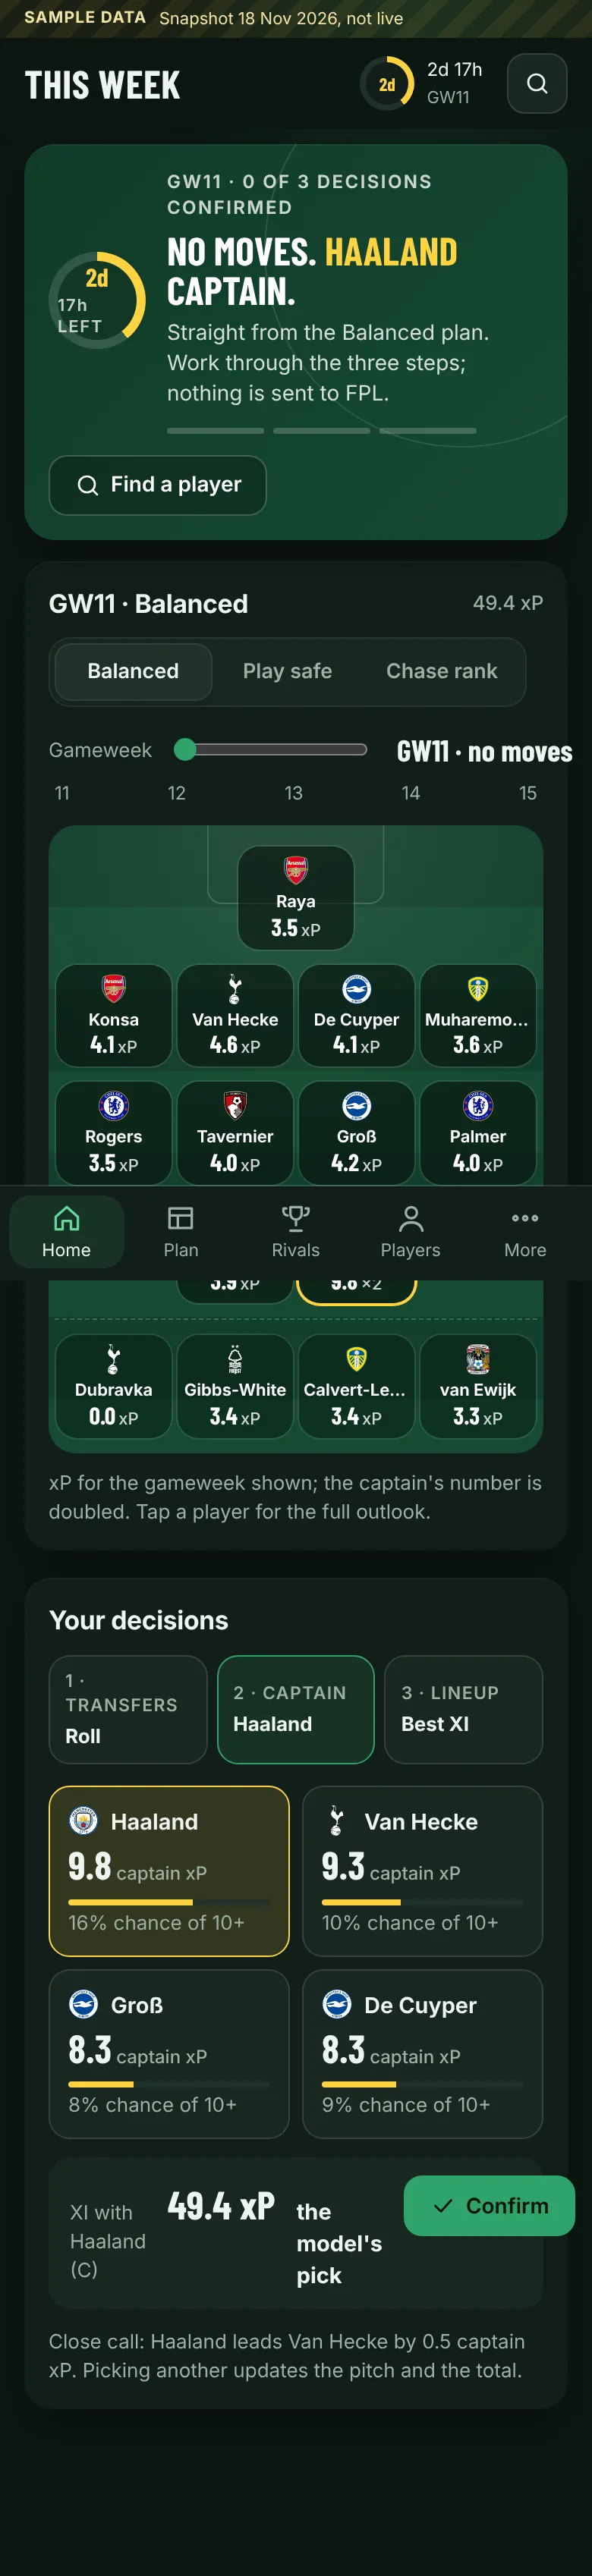 SAMPLE DATA Snapshot 18 Nov 2026, not live
THIS WEEK
2d
2d 17h
GW11
GW11 · 0 OF 3 DECISIONS
CONFIRMED
NO MOVES. HAALAND
CAPTAIN.
2d
17h
LEFT
Straight from the Balanced plan.
Work through the three steps;
nothing is sent to FPL.
Find a player
GW11 · Balanced
49.4 xP
Balanced Play safe Chase rank
Gameweek
GW11 · no moves
11 12 13 14 15
Raya
3.5 xP
Konsa Van Hecke De Cuyper Muharemo...
4.1 xP 4.6 xP 4.1 xP 3.6 xP
Rogers Tavernier Groß Palmer
3.5 xP 4.0 xP 4.2 xP 4.0 xP
Home Plan Rivals Players More
3.9 xP 9.8 ×2
Dubravka Gibbs-White Calvert-Le... van Ewijk
0.0 xP 3.4 xP 3.4 xP 3.3 xP
xP for the gameweek shown; the captain's number is
doubled. Tap a player for the full outlook.
Your decisions
1 ·
TRANSFERS
Roll
2 · CAPTAIN
Haaland
3 · LINEUP
Best XI
Haaland
9.8 captain xP
16% chance of 10+
Van Hecke
9.3 captain xP
10% chance of 10+
Groß
8.3 captain xP
8% chance of 10+
De Cuyper
8.3 captain xP
9% chance of 10+
XI with
Haaland
(C)
49.4 xP
the
model's
pick
Confirm
Close call: Haaland leads Van Hecke by 0.5 captain
xP. Picking another updates the pitch and the total.